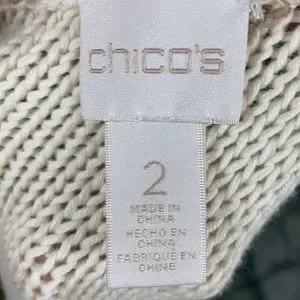 chico's
2
MADE IN
CHINA
HECHO EN
CHINA
FABRIQUE EN
CHINE